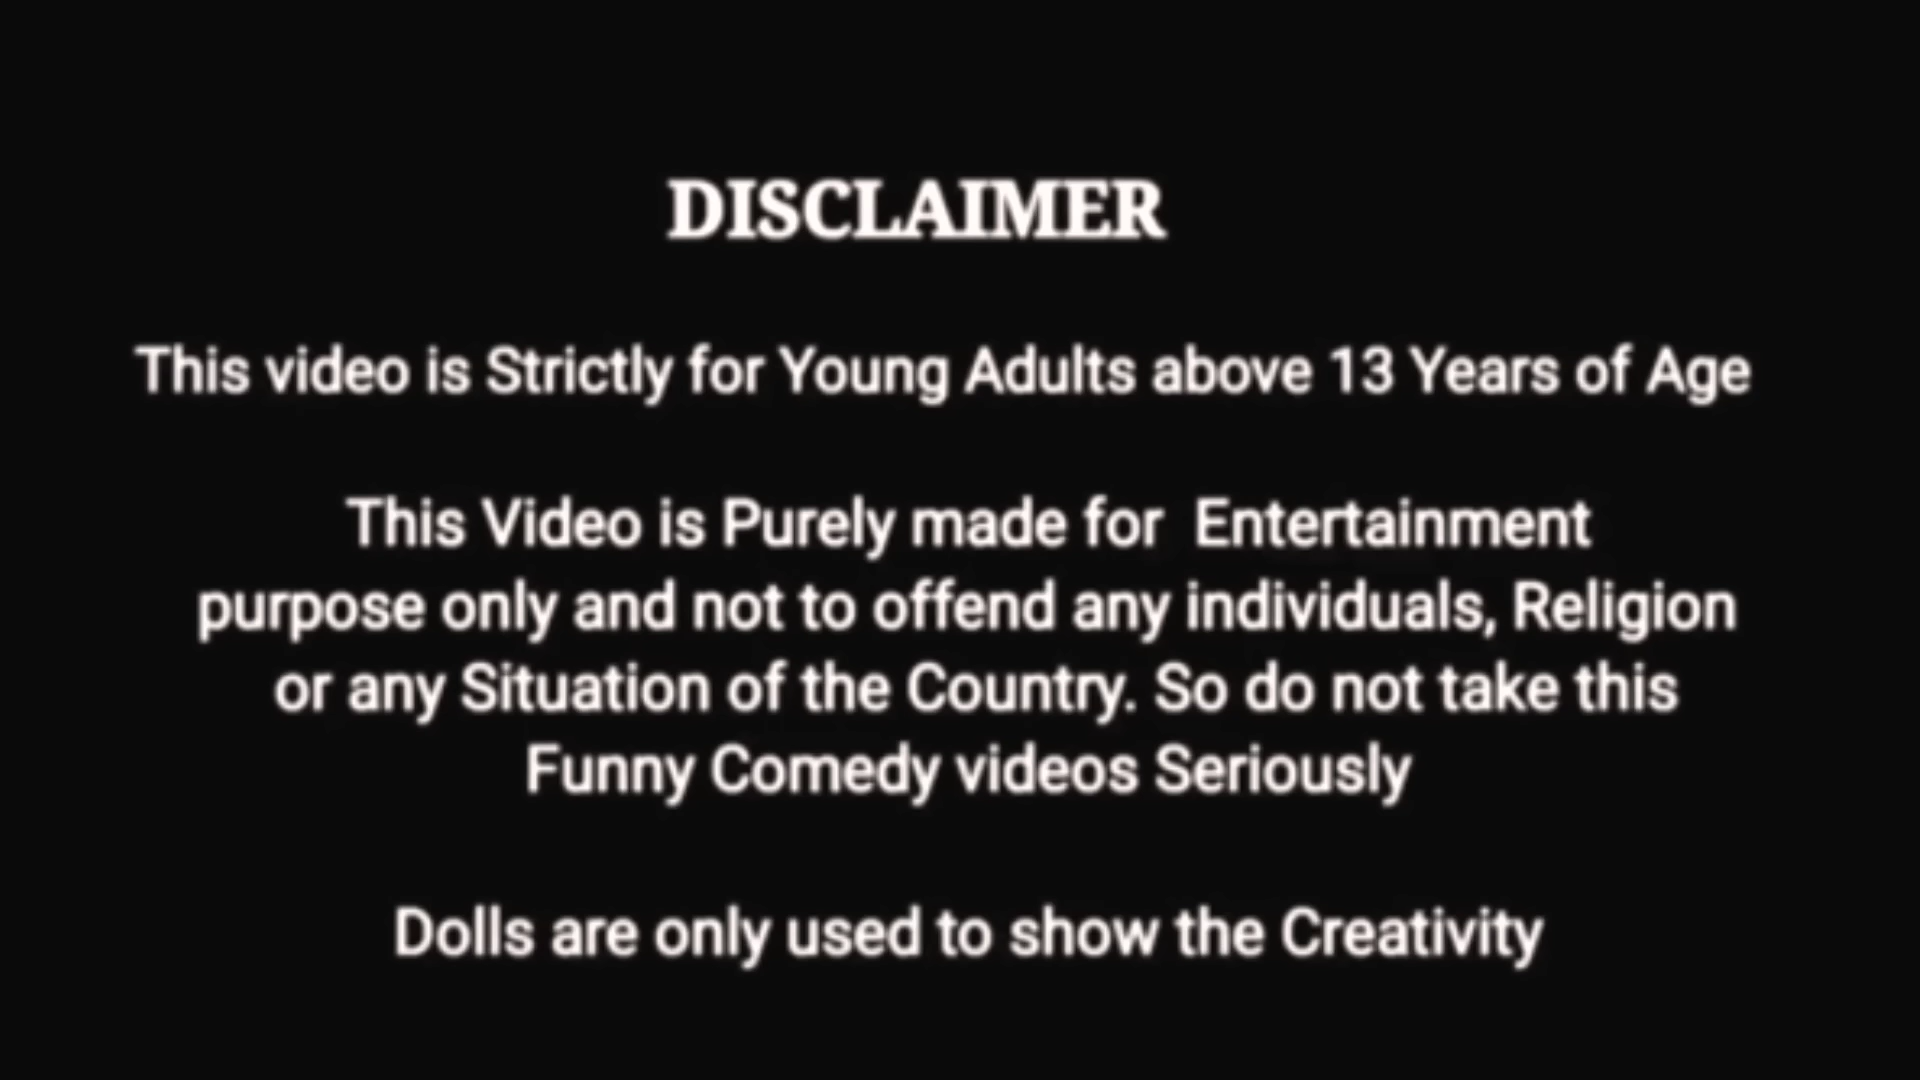 DISCLAIMER
This video is Strictly for Young Adults above 13 Years of Age
This Video is Purely made for  Entertainment
purpose only and not to offend any individuals, Religion
or any Situation of the Country. So do not take this
Funny Comedy videos Seriously
Dolls are only used to show the Creativity